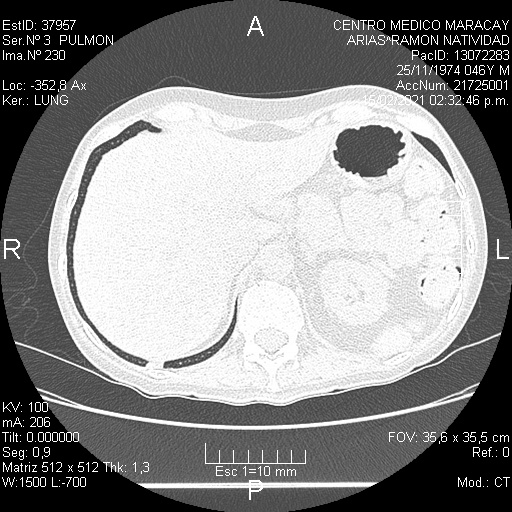 EstID: 37957
Ser.Nº 3 PULMON
Ima.Nº 230
Loc: -352,8 Ax
Ker.: LUNG
A
CENTRO MEDICO MARACAY
ARIAS^RAMON NATIVIDAD
PacID: 13072283
25/11/1974 046Y M
AccNum: 21725001
15/02/2021 02:32:46 p.m.
R
L
KV: 100
mA: 206
Tilt: 0.000000
Seg: 0,9
Matriz 512 x 512 Thk: 1,3
W:1500 L:-700
Esc 1=10 mm
P
FOV: 35,6 x 35,5 cm
Ref.: 0
Mod.: CT